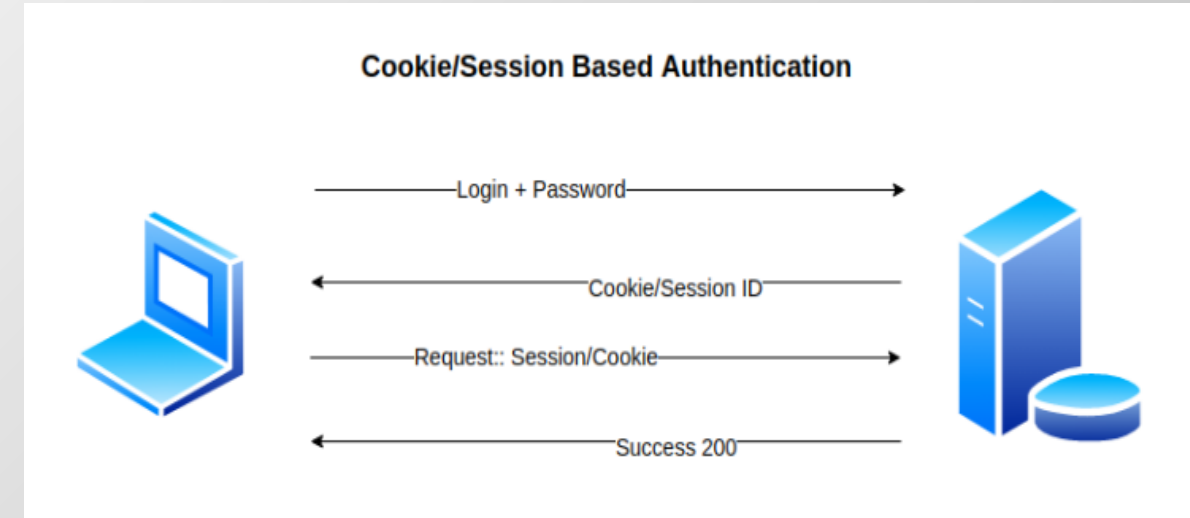 Cookie/Session Based Authentication
Login + Password
Cookie/Session ID
Request:: Session/Cookie
Success 200